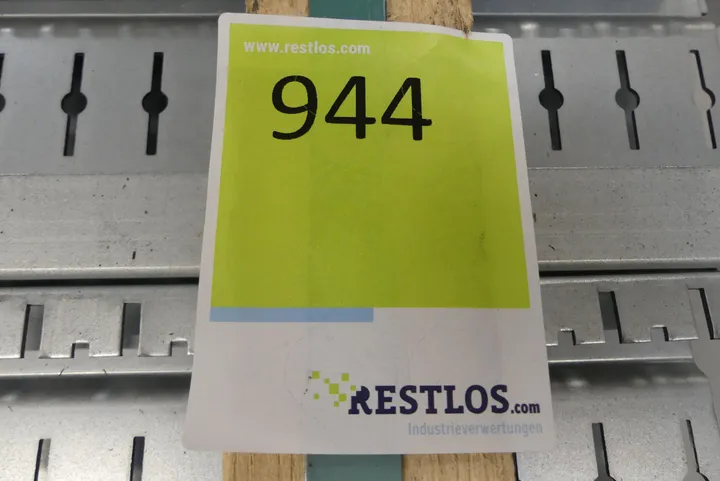 www.restlos.com
944
RESTLOS.com
Industrieverwertungen